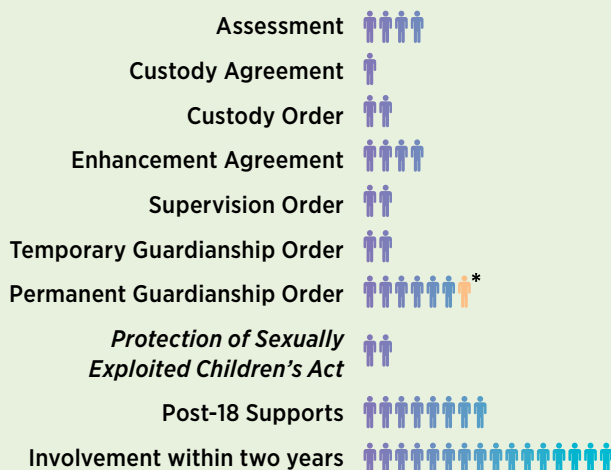 Assessment
Custody Agreement
Custody Order
Enhancement Agreement
Supervision Order
Temporary Guardianship Order
Permanent Guardianship Order *
Protection of Sexually
Exploited Children’s Act
Post-18 Supports
Involvement within two years